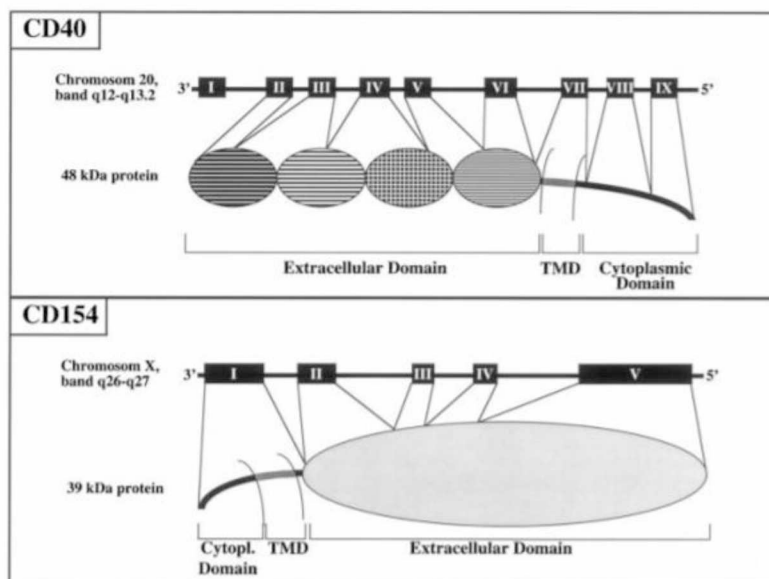 CD40
Chromosom 20,
band q12-q13.2
3' I II III IV V VI VII VIII IX 5'
48 kDa protein
Extracellular Domain TMD Cytoplasmic
Domain
CD154
Chromosom X,
band q26-q27
3' I II III IV V 5'
39 kDa protein
Cytopl. TMD Extracellular Domain
Domain